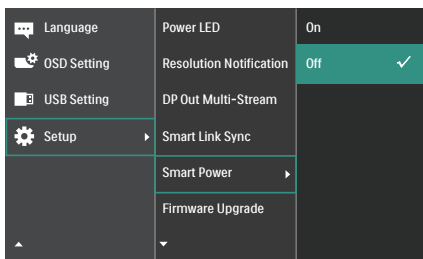 Language
OSD Setting
USB Setting
Setup
Power LED
Resolution Notification
DP Out Multi-Stream
Smart Link Sync
Smart Power
Firmware Upgrade
On
Off